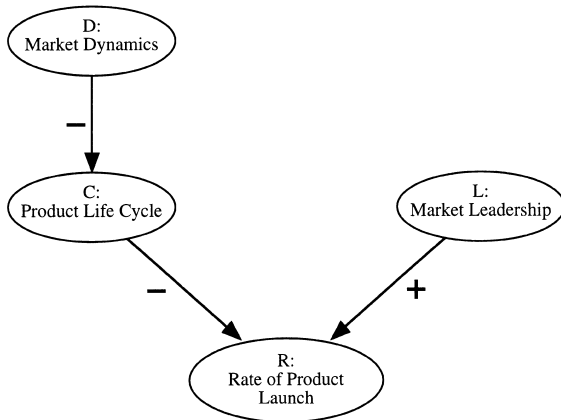 D:
Market Dynamics
−
C:
Product Life Cycle
L:
Market Leadership
−
+
R:
Rate of Product
Launch